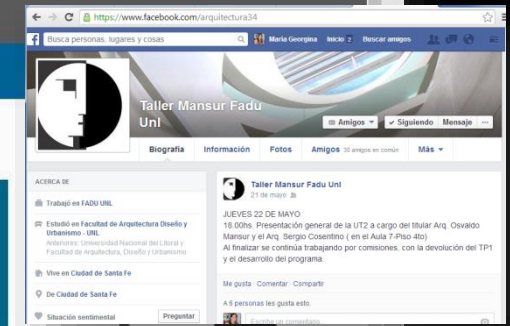 https://www.facebook.com/arquitectura34
Busca personas, lugares y cosas
Maria Georgina Inicio 2 Buscar amigos
Taller Mansur Fadu
Unl
Amigos Siguiendo Mensaje ...
Biografía Información Fotos Amigos 30 amigos en común Más
ACERCA DE
Trabajó en FADU UNL
Estudió en Facultad de Arquitectura Diseño y
Urbanismo - UNL
Anteriores: Universidad Nacional del Litoral y
Facultad de Arquitectura, Diseño y Urbanismo
Vive en Ciudad de Santa Fe
De Ciudad de Santa Fe
Situación sentimental Preguntar
Taller Mansur Fadu Unl
21 de mayo
JUEVES 22 DE MAYO
18.00hs. Presentación general de la UT2 a cargo del titular Arq. Osvaldo
Mansur y el Arq. Sergio Cosentino ( en el Aula 7-Piso 4to)
Al finalizar se continúa trabajando por comisiones, con la devolución del TP1
y el desarrollo del programa.
Me gusta · Comentar · Compartir
A 6 personas les gusta esto.
Escribe un comentario...